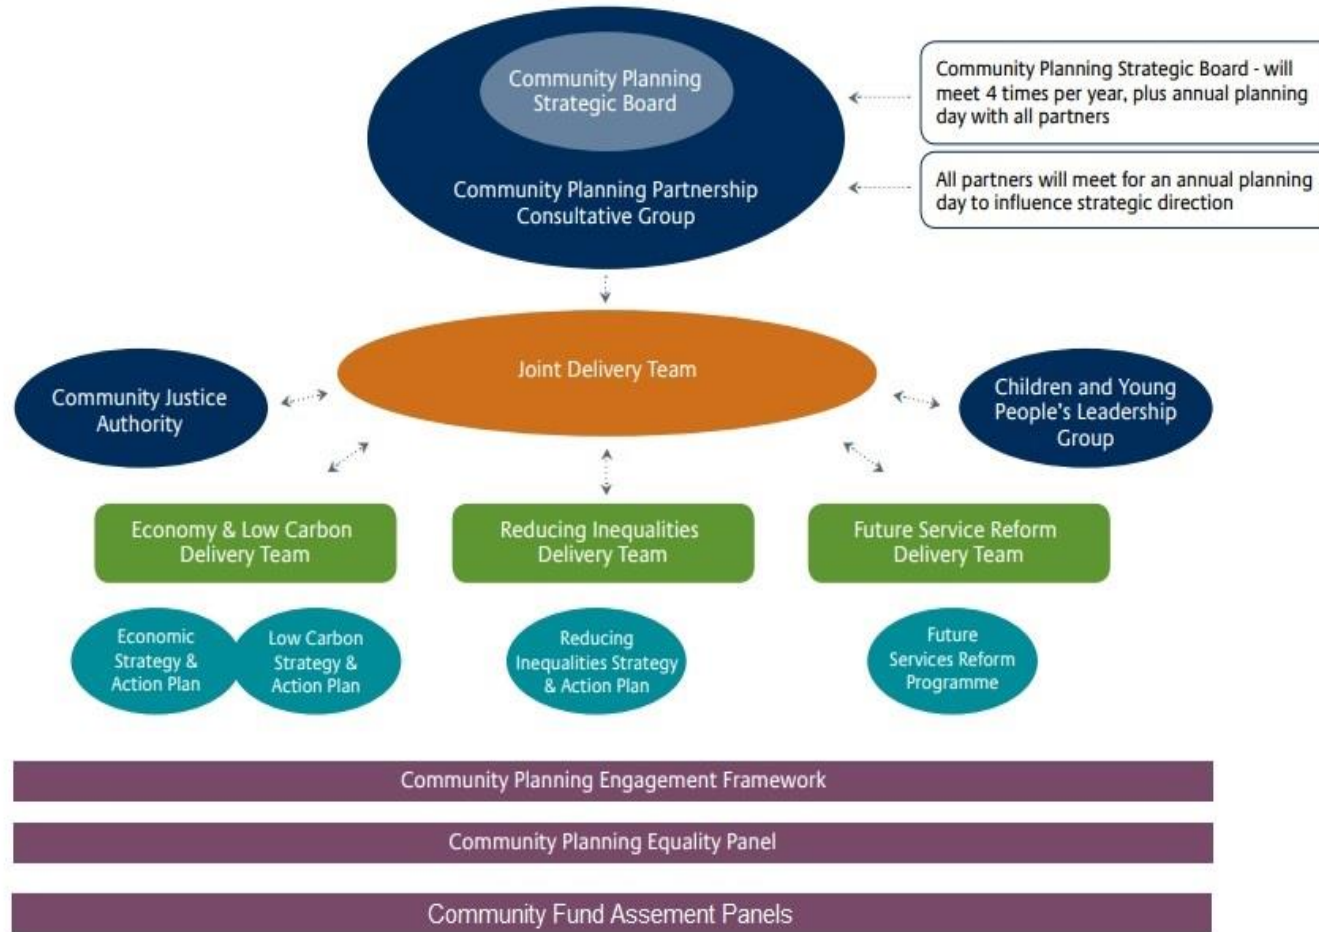 Community Planning
Strategic Board
Community Planning Partnership
Consultative Group
Community Planning Strategic Board - will
meet 4 times per year, plus annual planning
day with all partners
All partners will meet for an annual planning
day to influence strategic direction
Joint Delivery Team
Community Justice
Authority
Children and Young
People's Leadership
Group
Economy & Low Carbon
Delivery Team
Reducing Inequalities
Delivery Team
Future Service Reform
Delivery Team
Economic
Strategy &
Action Plan
Low Carbon
Strategy &
Action Plan
Reducing
Inequalities Strategy
& Action Plan
Future
Services Reform
Programme
Community Planning Engagement Framework
Community Planning Equality Panel
Community Fund Assement Panels